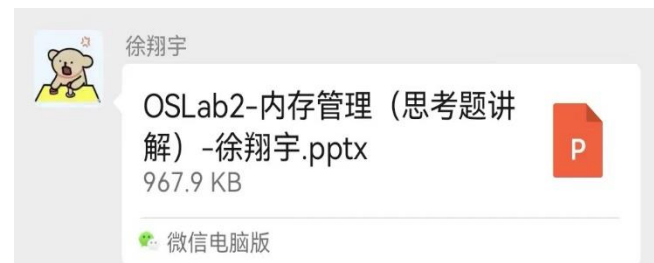 徐翔宇
OSLab2-内存管理（思考题讲
解）-徐翔宇.pptx
P
967.9 KB
微信电脑版